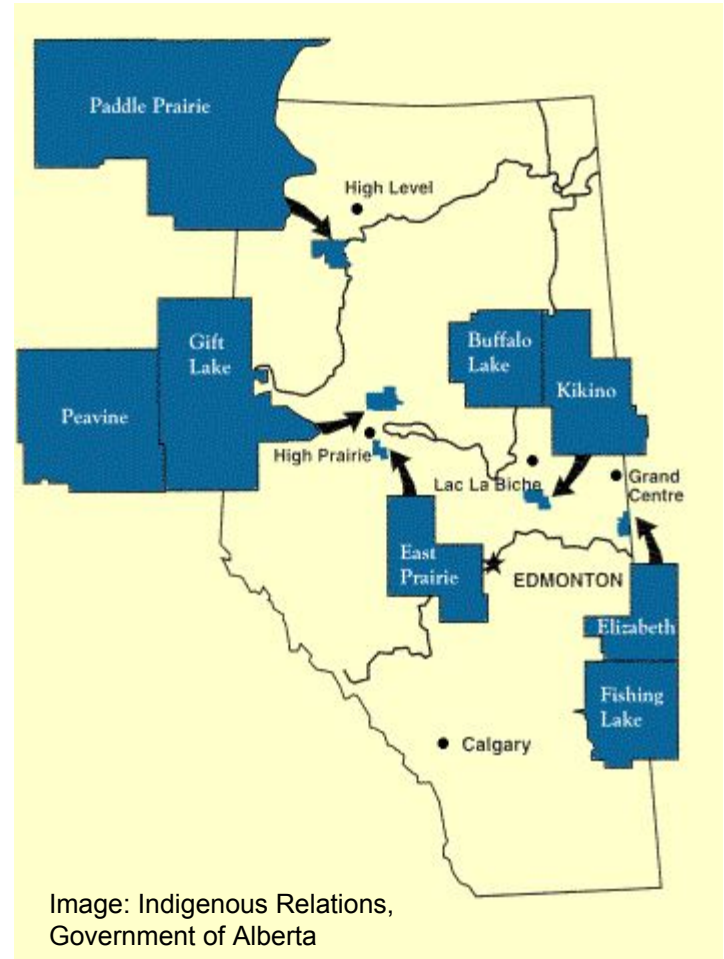 Paddle Prairie
High Level
Gift
Lake
Peavine
Buffalo
Lake
Kikino
High Prairie
Lac La Biche
Grand
Centre
East
Prairie
EDMONTON
Elizabeth
Fishing
Lake
Calgary
Image: Indigenous Relations,
Government of Alberta